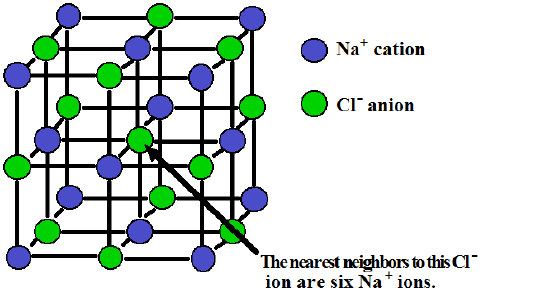 Na⁺ cation
Cl⁻ anion
The nearest neighbors to this Cl⁻
ion are six Na⁺ ions.